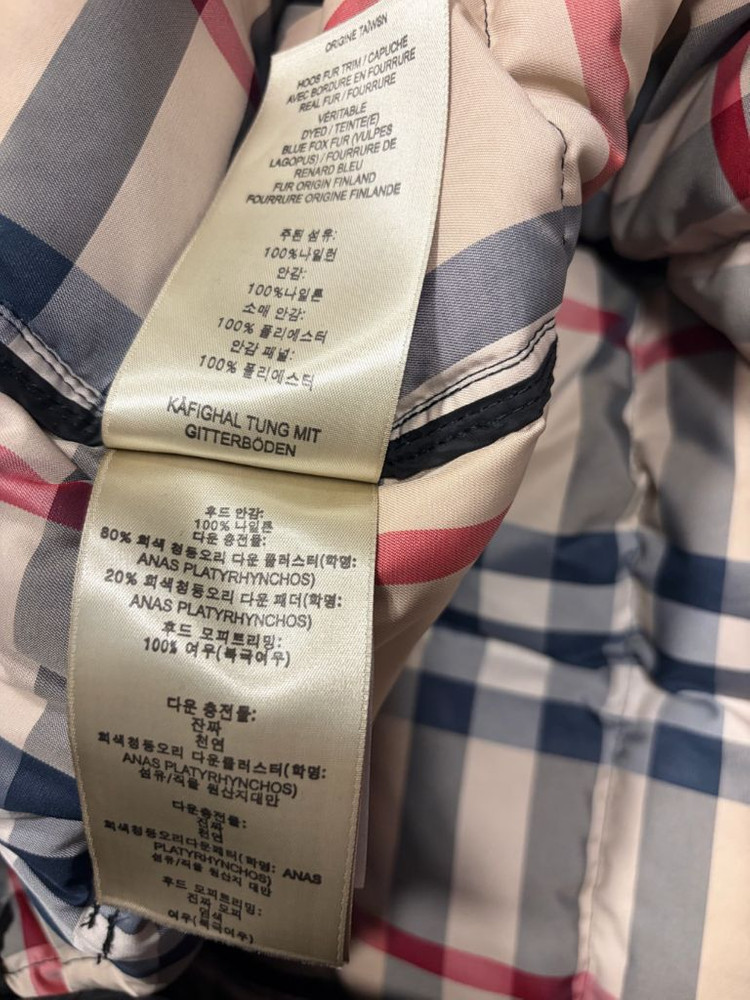 ORIGINE TAIWSN
HOOS FUR TRIM / CAPUCHE
AVEC BORDURE EN FOURRURE
REAL FUR / FOURRURE
VÉRITABLE
DYED / TEINTE(E)
BLUE FOX FUR (VULPES
LAGOPUS) / FOURRURE DE
RENARD BLEU
FUR ORIGIN FINLAND
FOURRURE ORIGINE FINLANDE
주된 섬유:
100%나일런
안감:
100%나일론
소매 안감:
100% 폴리에스터
안감 패널:
100% 폴리에스터
KÄFIGHAL TUNG MIT
GITTERBÖDEN
후드 안감:
100% 나일론
다운 충전물:
80% 회색 청둥오리 다운 클러스터(학명:
ANAS PLATYRHYNCHOS)
20% 회색청둥오리 다운 패더(학명:
ANAS PLATYRHYNCHOS)
후드 모피트리밍:
100% 여우(북극여우)
다운 충전물:
잔짜
천연
회색청둥오리 다운클러스터(학명:
ANAS PLATYRHYNCHOS)
섬유/직물 원산지대만
다운충전물:
진짜
천연
회색청둥오리다운패터(학명: ANAS
PLATYRHYNCHOS)
섬유/직물 원산지 대만
후드 모피트리밍:
진짜 모피
염색
여우(북극여우)